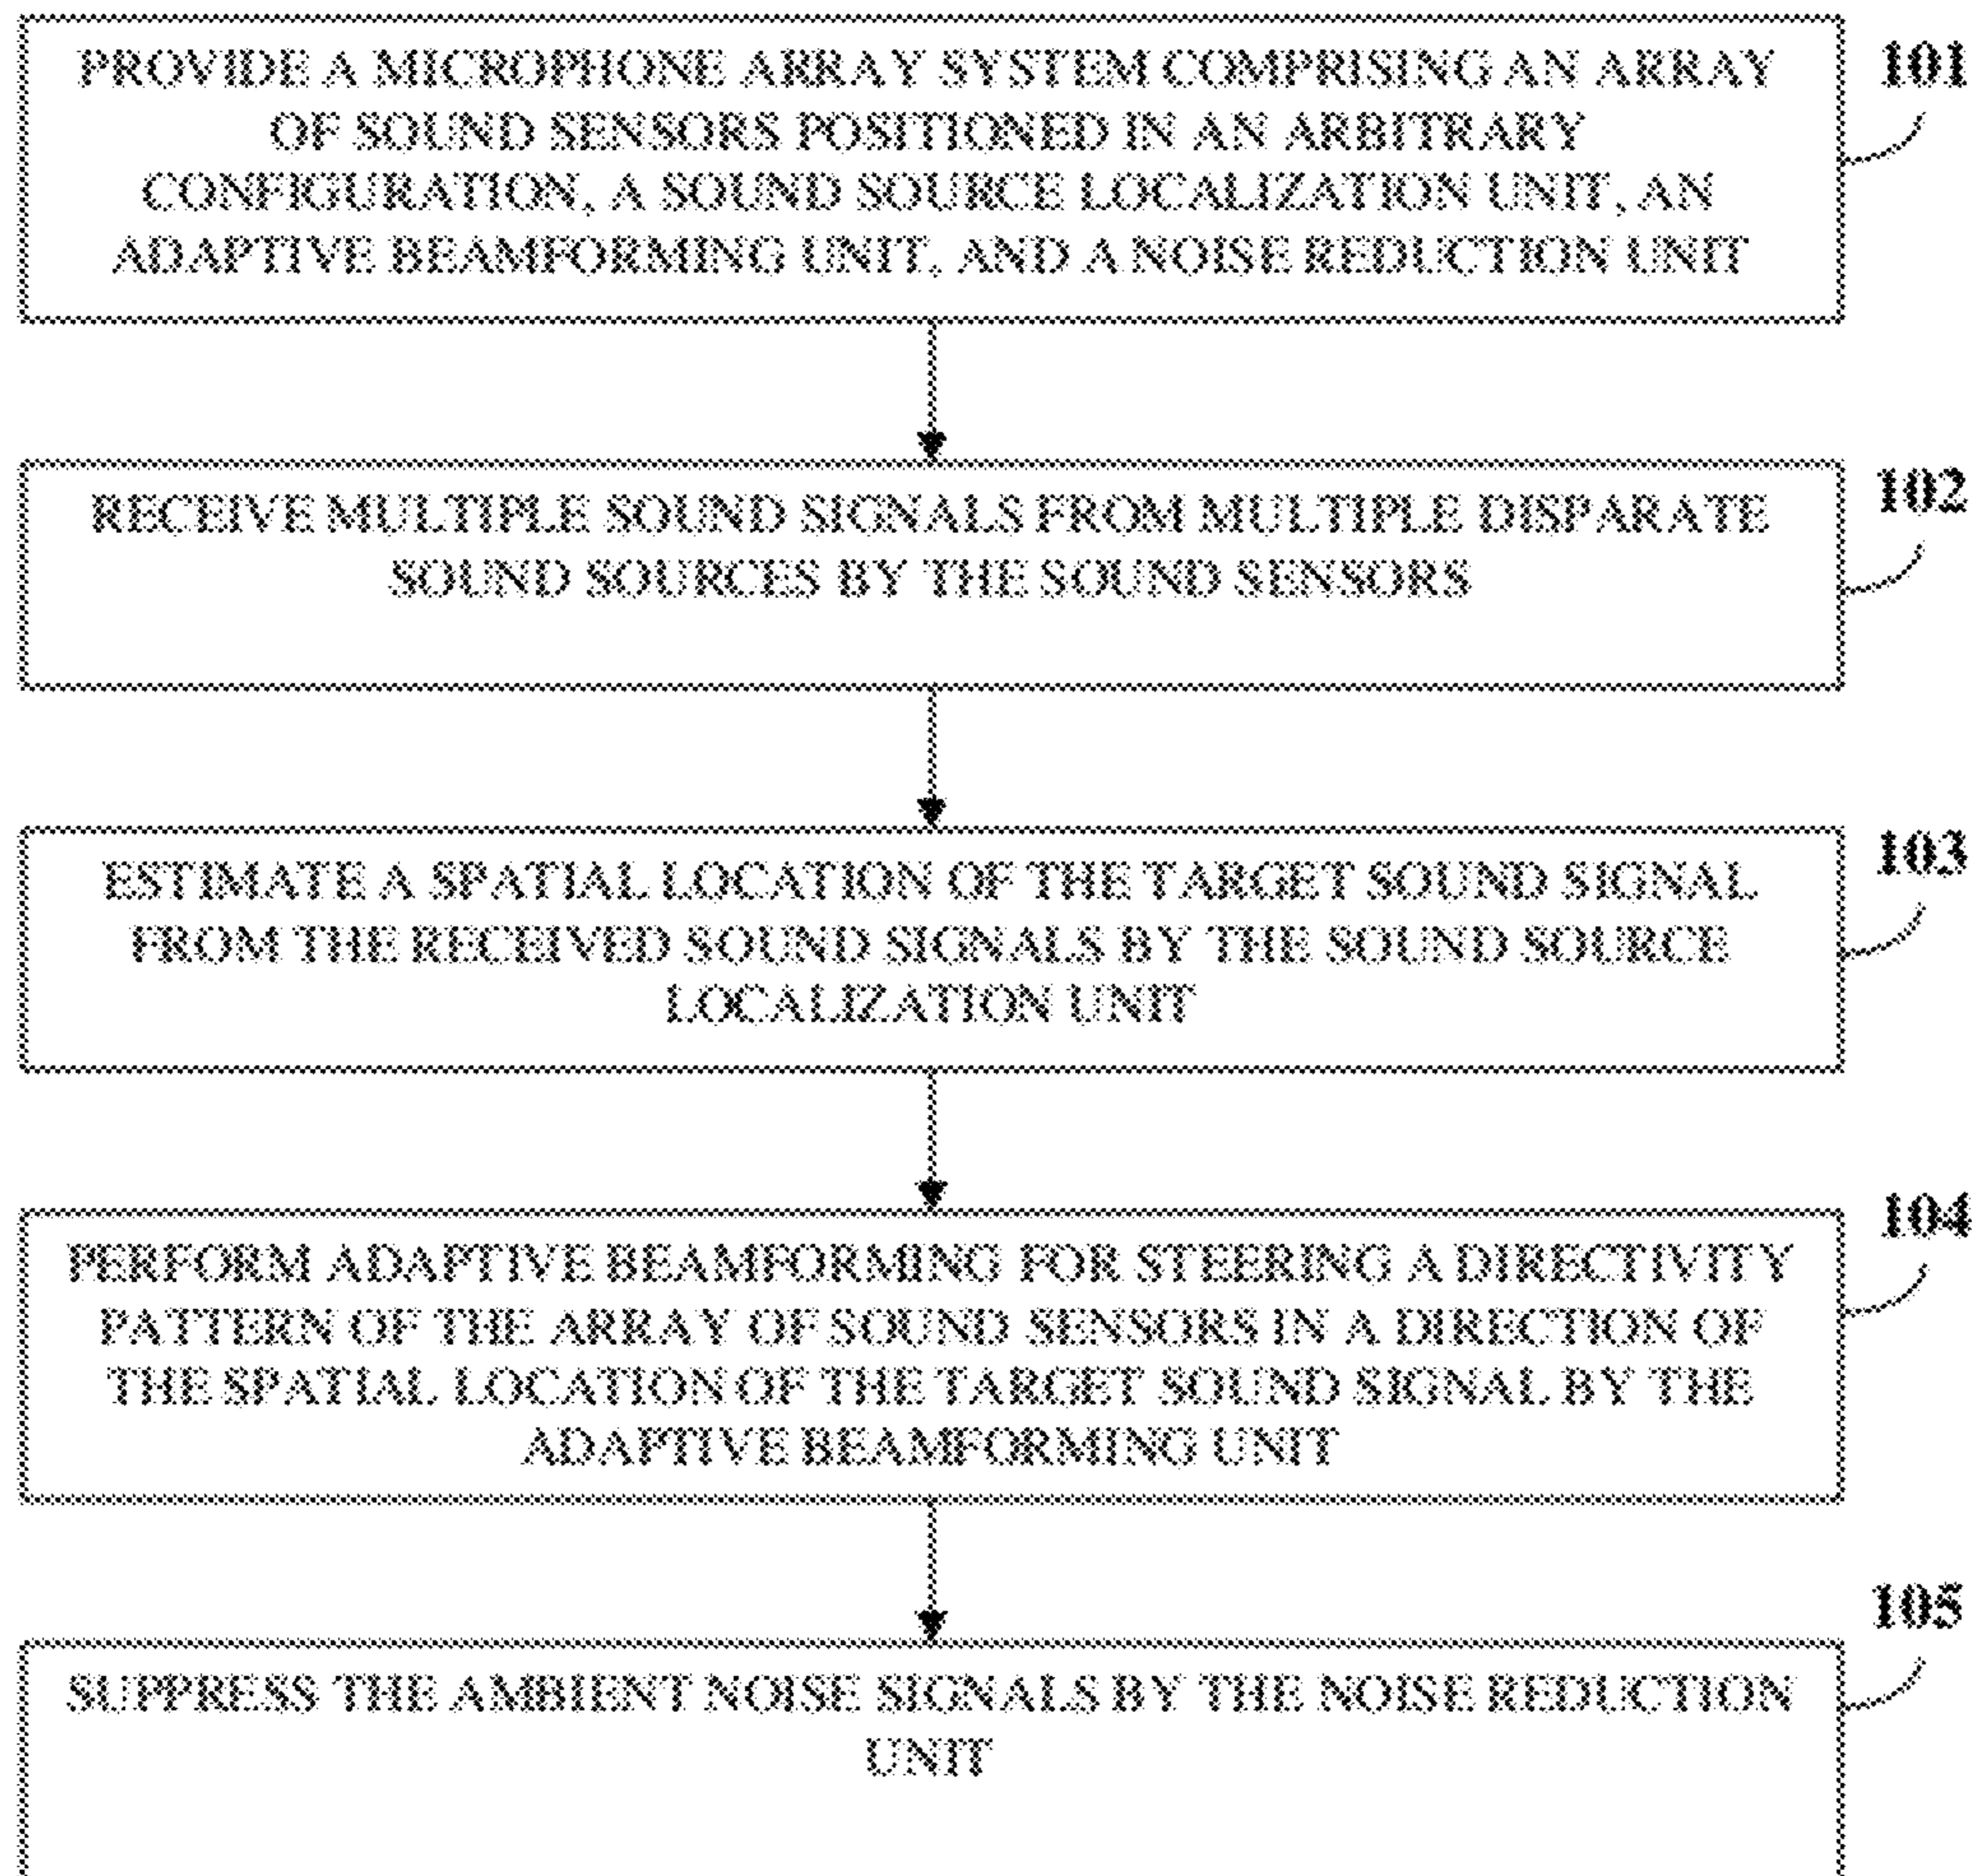 PROVIDE A MICROPHONE ARRAY SYSTEM COMPRISING AN ARRAY
OF SOUND SENSORS POSITIONED IN AN ARBITRARY
CONFIGURATION, A SOUND SOURCE LOCALIZATION UNIT, AN
ADAPTIVE BEAMFORMING UNIT, AND A NOISE REDUCTION UNIT
101
RECEIVE MULTIPLE SOUND SIGNALS FROM MULTIPLE DISPARATE
SOUND SOURCES BY THE SOUND SENSORS
102
ESTIMATE A SPATIAL LOCATION OF THE TARGET SOUND SIGNAL
FROM THE RECEIVED SOUND SIGNALS BY THE SOUND SOURCE
LOCALIZATION UNIT
103
PERFORM ADAPTIVE BEAMFORMING FOR STEERING A DIRECTIVITY
PATTERN OF THE ARRAY OF SOUND SENSORS IN A DIRECTION OF
THE SPATIAL LOCATION OF THE TARGET SOUND SIGNAL BY THE
ADAPTIVE BEAMFORMING UNIT
104
SUPPRESS THE AMBIENT NOISE SIGNALS BY THE NOISE REDUCTION
UNIT
105